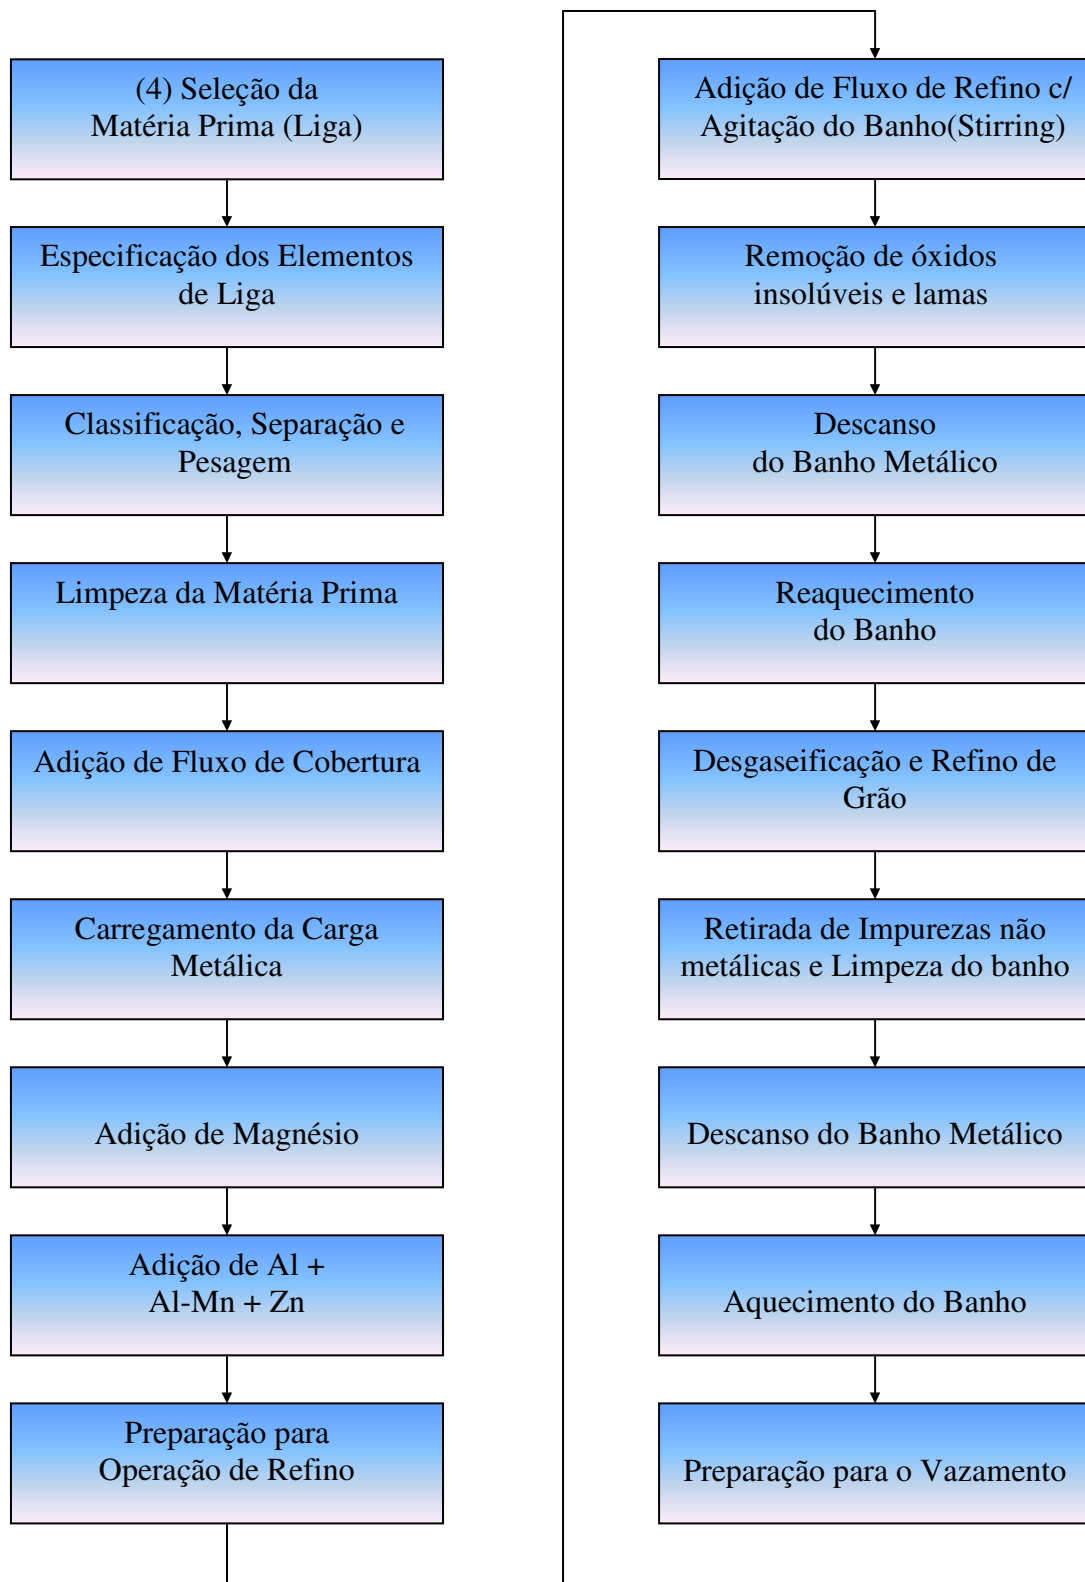 (4) Seleção da
Matéria Prima (Liga)
Especificação dos Elementos
de Liga
Classificação, Separação e
Pesagem
Limpeza da Matéria Prima
Adição de Fluxo de Cobertura
Carregamento da Carga
Metálica
Adição de Magnésio
Adição de Al +
Al-Mn + Zn
Preparação para
Operação de Refino
Adição de Fluxo de Refino c/
Agitação do Banho(Stirring)
Remoção de óxidos
insolúveis e lamas
Descanso
do Banho Metálico
Reaquecimento
do Banho
Desgaseificação e Refino de
Grão
Retirada de Impurezas não
metálicas e Limpeza do banho
Descanso do Banho Metálico
Aquecimento do Banho
Preparação para o Vazamento